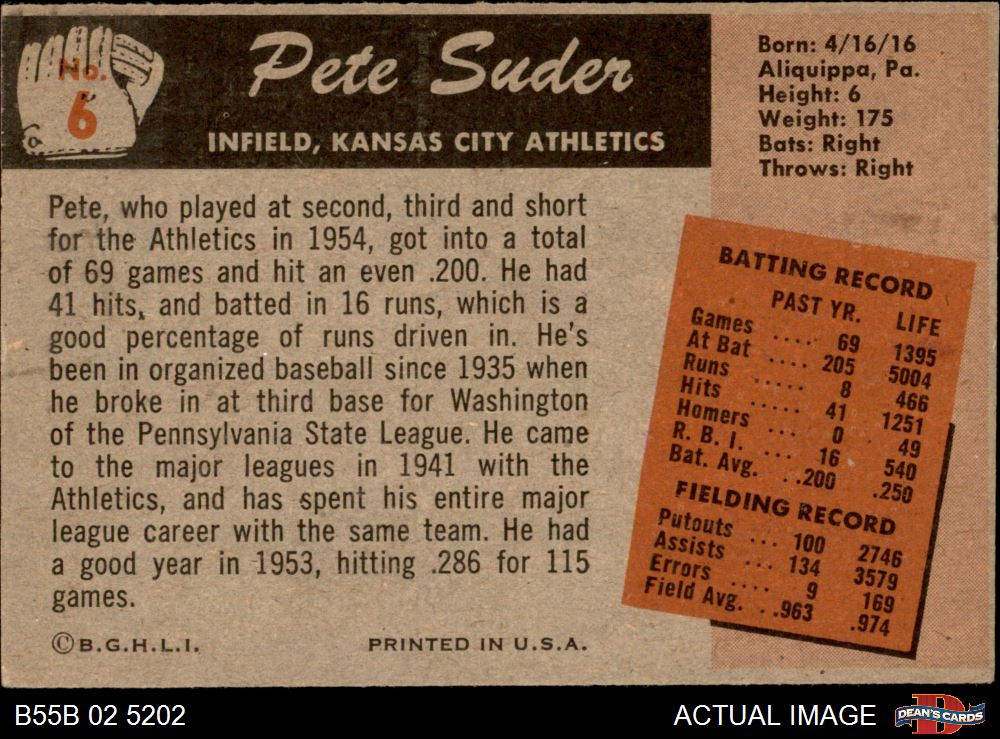 No.
6
Pete Suder
INFIELD, KANSAS CITY ATHLETICS
Born: 4/16/16
Aliquippa, Pa.
Height: 6
Weight: 175
Bats: Right
Throws: Right
Pete, who played at second, third and short
for the Athletics in 1954, got into a total
of 69 games and hit an even .200. He had
41 hits, and batted in 16 runs, which is a
good percentage of runs driven in. He's
been in organized baseball since 1935 when
he broke in at third base for Washington
of the Pennsylvania State League. He came
to the major leagues in 1941 with the
Athletics, and has spent his entire major
league career with the same team. He had
a good year in 1953, hitting .286 for 115
games.
©B.G.H.L.I. PRINTED IN U.S.A.
BATTING RECORD
PAST YR. LIFE
Games .... 69 1395
At Bat .... 205 5004
Runs ..... 8 466
Hits ..... 41 1251
Homers ... 0 49
R. B. I. ... 16 540
Bat. Avg. . .200 .250
FIELDING RECORD
Putouts ... 100 2746
Assists ... 134 3579
Errors .... 9 169
Field Avg. . .963 .974
B55B 02 5202 ACTUAL IMAGE DEAN'S CARDS